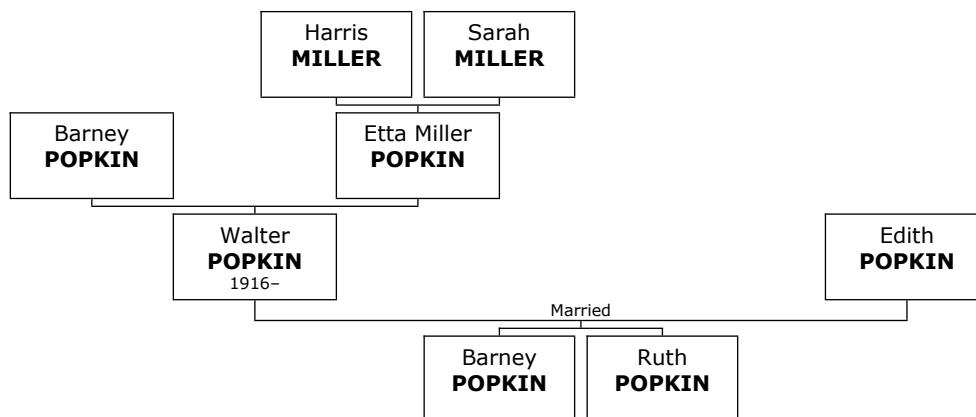 Harris
MILLER
Sarah
MILLER
Barney
POPKIN
Etta Miller
POPKIN
Walter
POPKIN
1916–
Edith
POPKIN
Married
Barney
POPKIN
Ruth
POPKIN